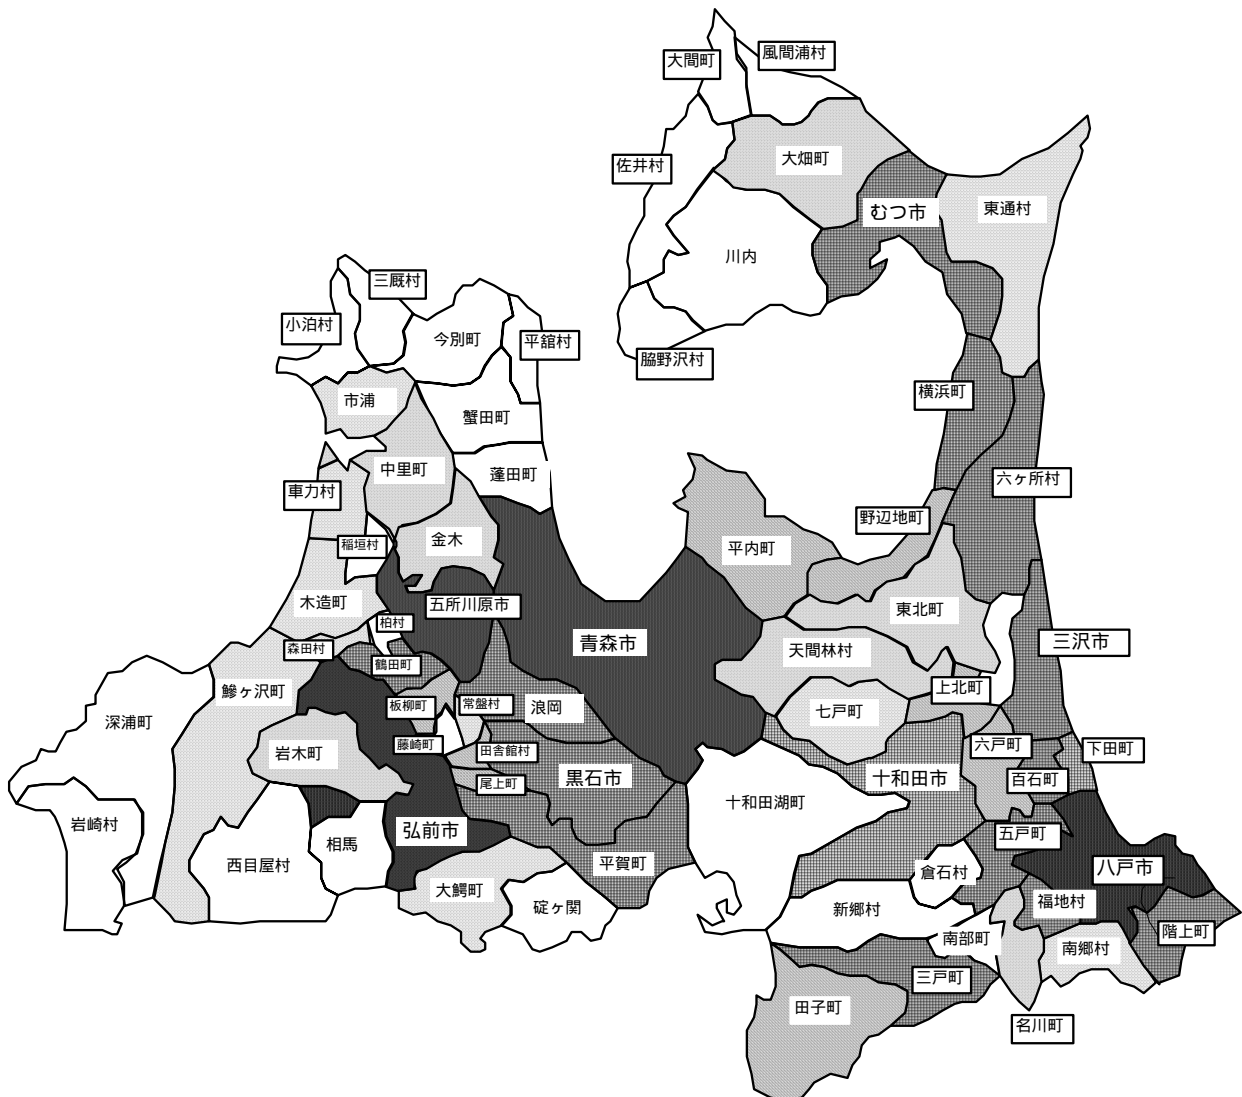 大間町
風間浦村
佐井村
大畑町
むつ市
東通村
川内
脇野沢村
三厩村
小泊村
今別町
平舘村
市浦
蟹田町
中里町
蓬田町
車力村
稲垣村
金木
木造町
柏村
五所川原市
森田村
鶴田町
青森市
鰺ヶ沢町
板柳町
常盤村
浪岡
深浦町
藤崎町
田舎館村
岩木町
尾上町
黒石市
岩崎村
相馬
弘前市
西目屋村
大鰐町
平賀町
碇ヶ関
横浜町
六ヶ所村
野辺地町
平内町
東北町
天間林村
三沢市
上北町
七戸町
六戸町
下田町
十和田市
百石町
十和田湖町
五戸町
倉石村
八戸市
新郷村
福地村
南部町
南郷村
階上町
三戸町
田子町
名川町